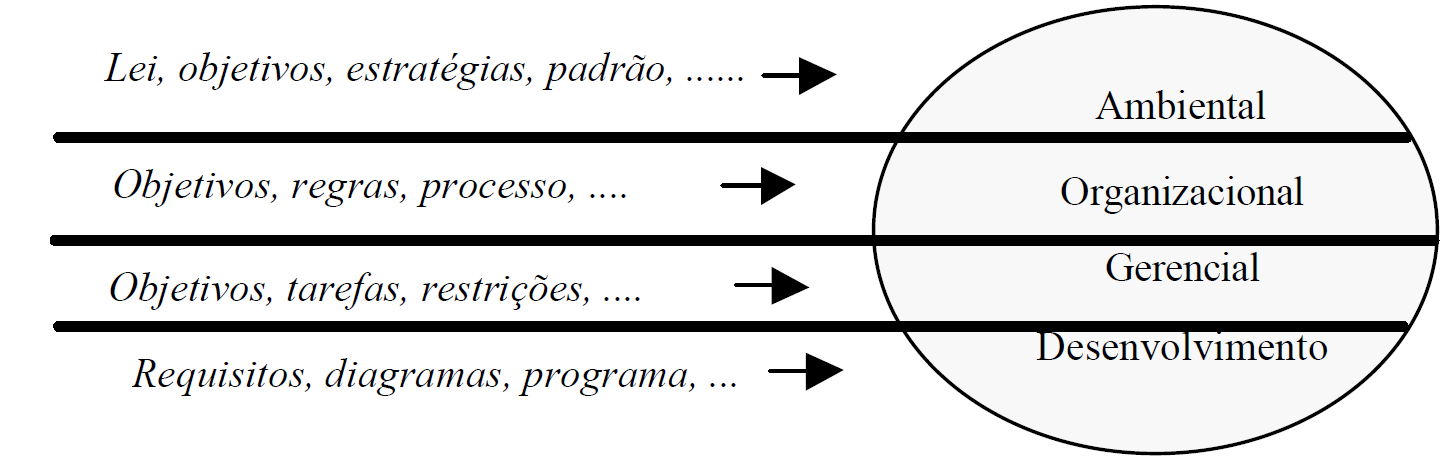 Lei, objetivos, estratégias, padrão, ......
Ambiental
Objetivos, regras, processo, ....
Organizacional
Objetivos, tarefas, restrições, ....
Gerencial
Requisitos, diagramas, programa, ...
Desenvolvimento